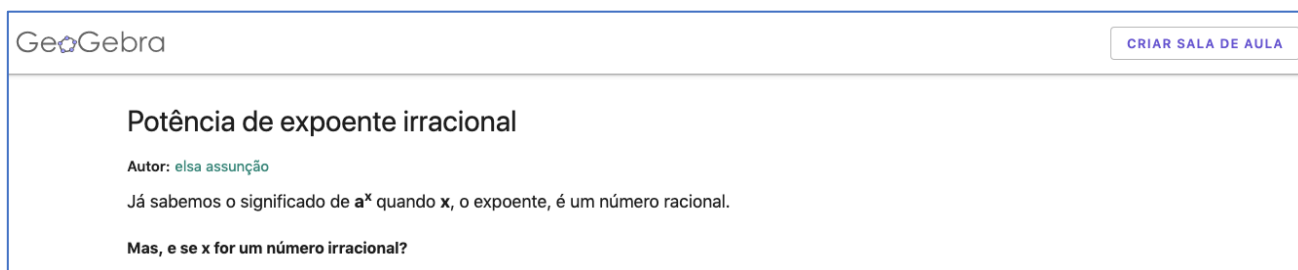 GeoGebra
CRIAR SALA DE AULA
Potência de expoente irracional
Autor: elsa assunção
Já sabemos o significado de aˣ quando x, o expoente, é um número racional.
Mas, e se x for um número irracional?